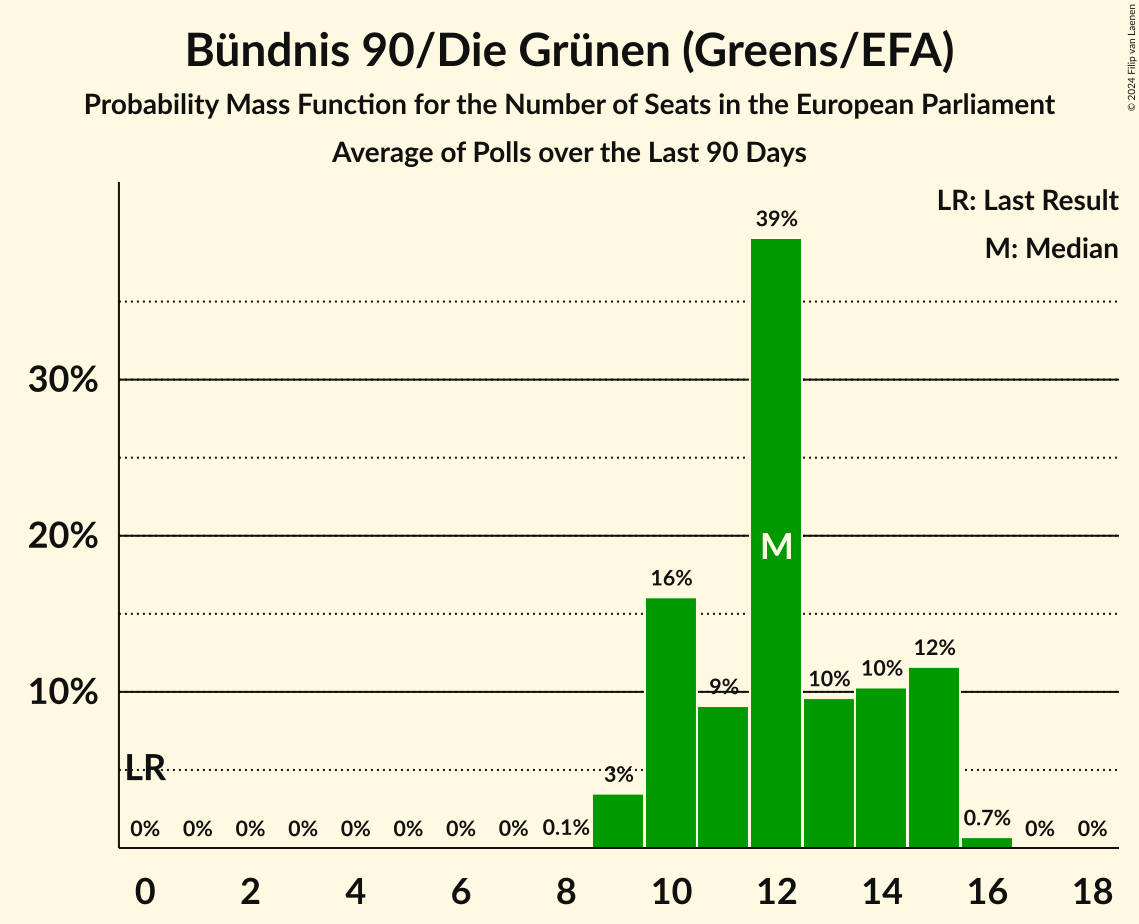 Bündnis 90/Die Grünen (Greens/EFA)
Probability Mass Function for the Number of Seats in the European Parliament
Average of Polls over the Last 90 Days
© 2024 Filip van Laenen
LR: Last Result
M: Median
39%
30%
20%
M
16%
12%
10%
10%
9%
10%
LR
3%
0% 0% 0% 0% 0% 0% 0% 0% 0.1% 0.7% 0% 0%
0 2 4 6 8 10 12 14 16 18